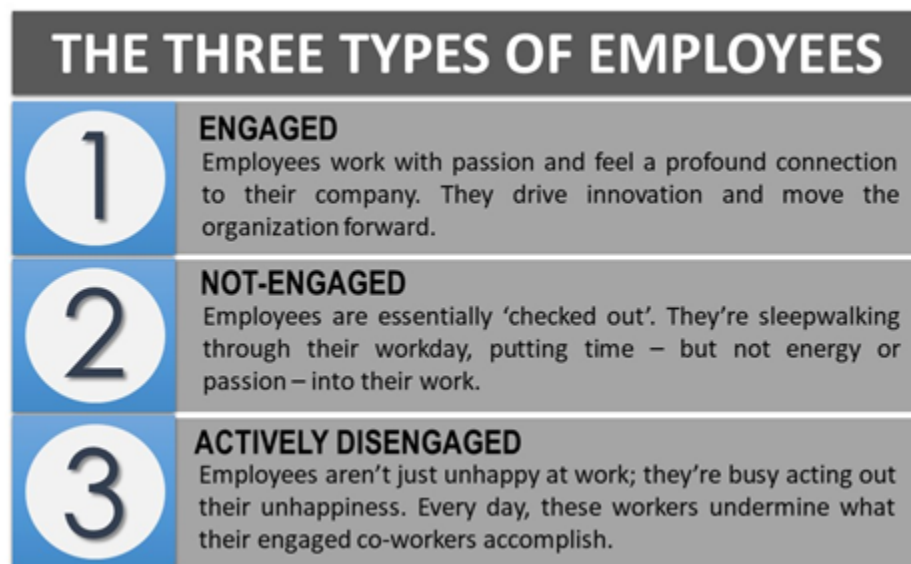 THE THREE TYPES OF EMPLOYEES
1
ENGAGED
Employees work with passion and feel a profound connection
to their company. They drive innovation and move the
organization forward.
2
NOT-ENGAGED
Employees are essentially ‘checked out’. They’re sleepwalking
through their workday, putting time – but not energy or
passion – into their work.
3
ACTIVELY DISENGAGED
Employees aren’t just unhappy at work; they’re busy acting out
their unhappiness. Every day, these workers undermine what
their engaged co-workers accomplish.